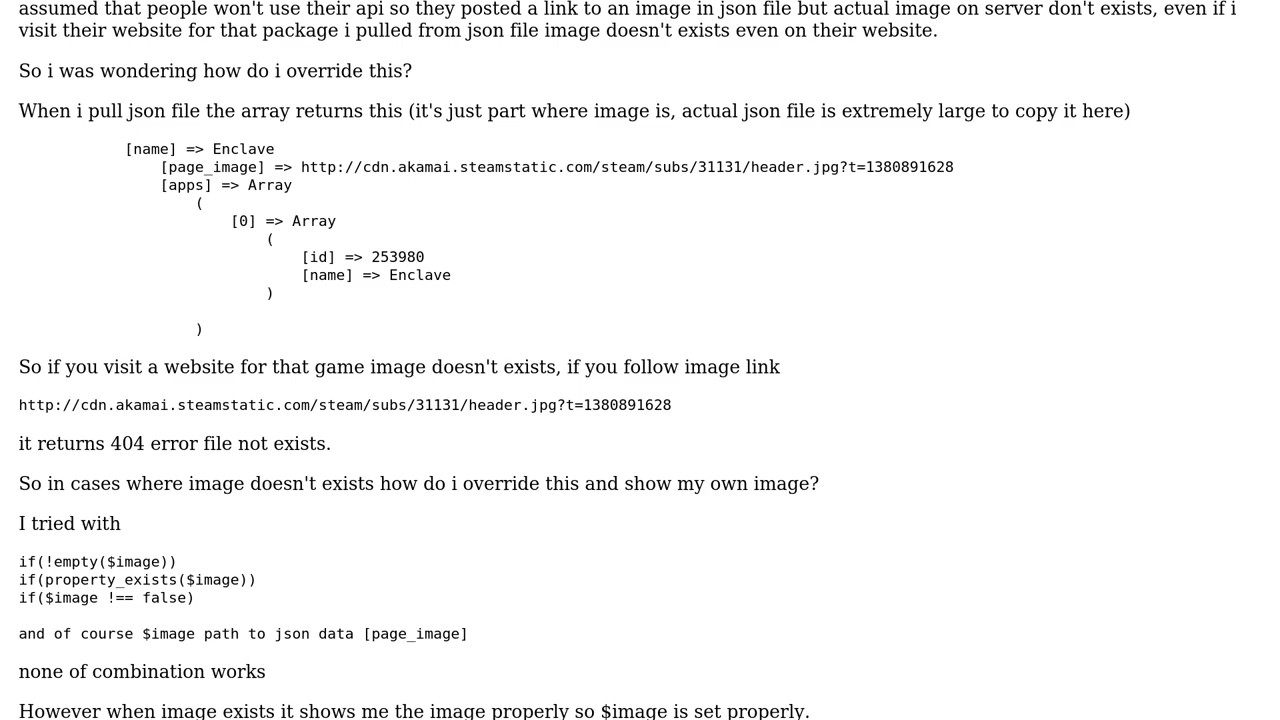 assumed that people won't use their api so they posted a link to an image in json file but actual image on server don't exists, even if i
visit their website for that package i pulled from json file image doesn't exists even on their website.
So i was wondering how do i override this?
When i pull json file the array returns this (it's just part where image is, actual json file is extremely large to copy it here)
[name] => Enclave
[page_image] => http://cdn.akamai.steamstatic.com/steam/subs/31131/header.jpg?t=1380891628
[apps] => Array
(
[0] => Array
(
[id] => 253980
[name] => Enclave
)
)
So if you visit a website for that game image doesn't exists, if you follow image link
http://cdn.akamai.steamstatic.com/steam/subs/31131/header.jpg?t=1380891628
it returns 404 error file not exists.
So in cases where image doesn't exists how do i override this and show my own image?
I tried with
if(!empty($image))
if(property_exists($image))
if($image !== false)
and of course $image path to json data [page_image]
none of combination works
However when image exists it shows me the image properly so $image is set properly.